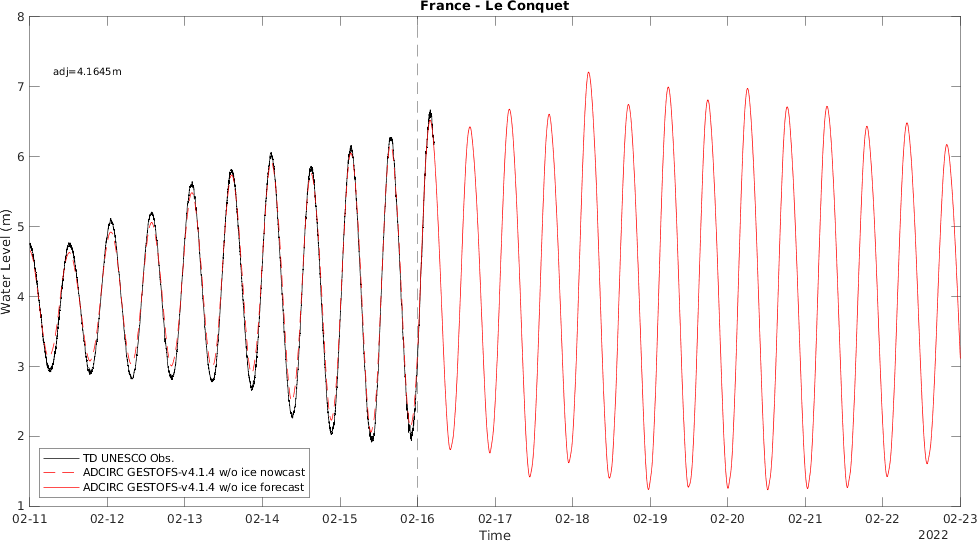 France - Le Conquet
adj=4.1645m
8
7
6
5
4
3
2
1
Water Level (m)
TD UNESCO Obs.
ADCIRC GESTOFS-v4.1.4 w/o ice nowcast
ADCIRC GESTOFS-v4.1.4 w/o ice forecast
02-11 02-12 02-13 02-14 02-15 02-16 02-17 02-18 02-19 02-20 02-21 02-22 02-23
Time
2022